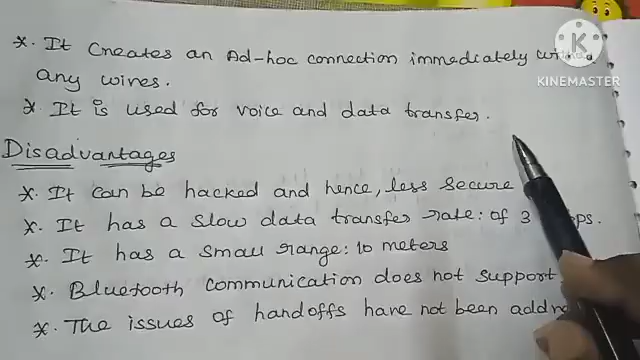 *. It creates an Ad-hoc connection immediately
any wires.
*. It is used for voice and data transfer.
Disadvantages
*. It can be hacked and hence, less secure
*. It has a slow data transfer rate: of 3
*. It has a small range: 10 meters
*. Bluetooth communication does not support
*. The issues of handoffs have not been
KINEMASTER